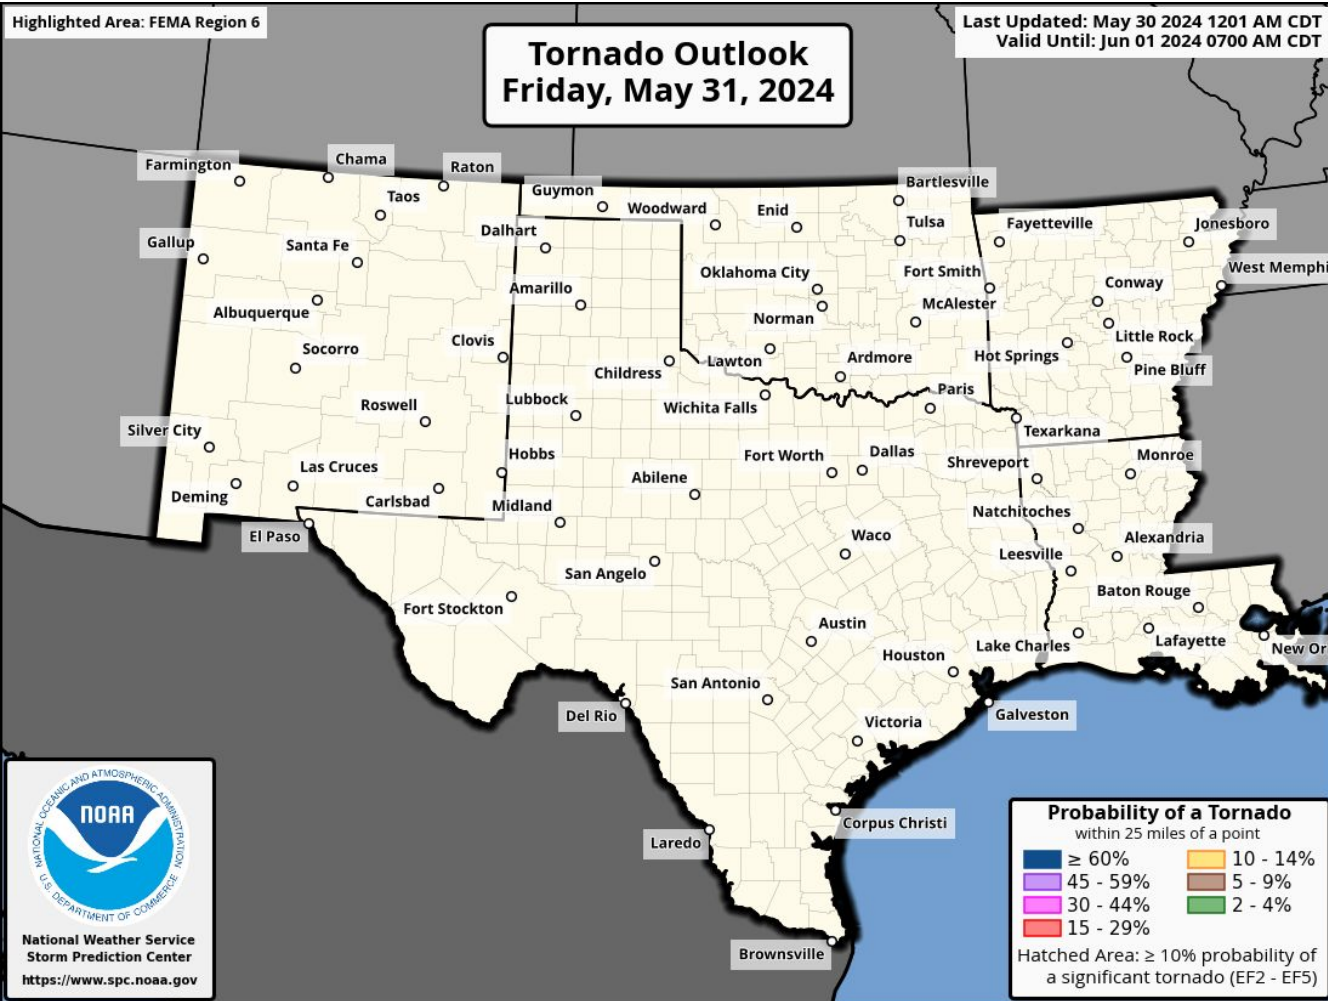 Highlighted Area: FEMA Region 6
Last Updated: May 30 2024 1201 AM CDT
Valid Until: Jun 01 2024 0700 AM CDT
Tornado Outlook
Friday, May 31, 2024
Farmington
Chama
Raton
Taos
Guymon
Woodward
Enid
Bartlesville
Tulsa
Fayetteville
Jonesboro
Gallup
Santa Fe
Dalhart
Oklahoma City
Fort Smith
West Memphi
Amarillo
Conway
Albuquerque
Norman
McAlester
Socorro
Clovis
Little Rock
Childress
Lawton
Ardmore
Hot Springs
Pine Bluff
Roswell
Lubbock
Wichita Falls
Paris
Silver City
Texarkana
Las Cruces
Hobbs
Abilene
Fort Worth
Dallas
Shreveport
Monroe
Deming
Carlsbad
Midland
Natchitoches
El Paso
San Angelo
Waco
Leesville
Alexandria
Fort Stockton
Baton Rouge
Austin
Lake Charles
Lafayette
New Or
Houston
San Antonio
Del Rio
Victoria
Galveston
Corpus Christi
Laredo
Brownsville
NATIONAL OCEANIC AND ATMOSPHERIC ADMINISTRATION
NOAA
U.S. DEPARTMENT OF COMMERCE
National Weather Service
Storm Prediction Center
https://www.spc.noaa.gov
Probability of a Tornado
within 25 miles of a point
≥ 60%
10 - 14%
45 - 59%
5 - 9%
30 - 44%
2 - 4%
15 - 29%
Hatched Area: ≥ 10% probability of
a significant tornado (EF2 - EF5)